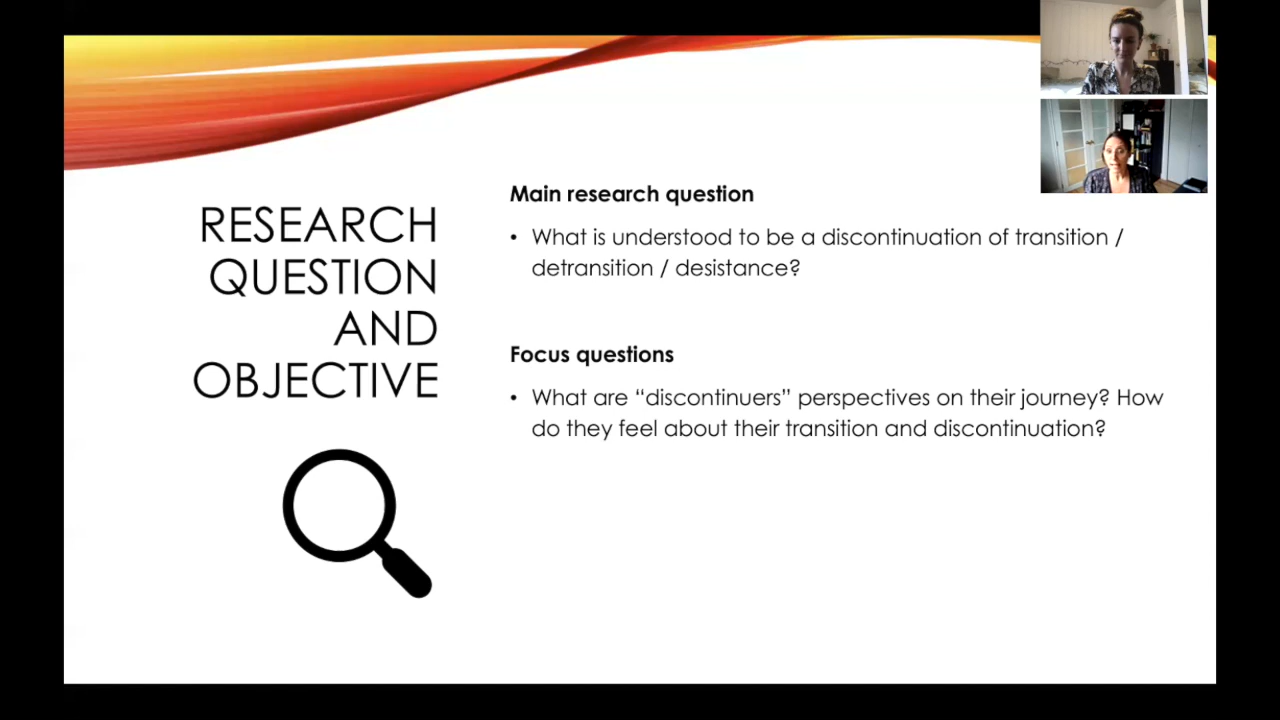 RESEARCH
QUESTION
AND
OBJECTIVE
Main research question
• What is understood to be a discontinuation of transition /
detransition / desistance?
Focus questions
• What are “discontinuers” perspectives on their journey? How
do they feel about their transition and discontinuation?